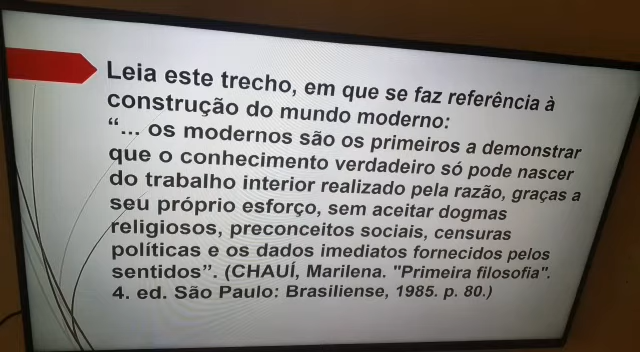 Leia este trecho, em que se faz referência à
construção do mundo moderno:
“... os modernos são os primeiros a demonstrar
que o conhecimento verdadeiro só pode nascer
do trabalho interior realizado pela razão, graças a
seu próprio esforço, sem aceitar dogmas
religiosos, preconceitos sociais, censuras
políticas e os dados imediatos fornecidos pelos
sentidos”. (CHAUÍ, Marilena. "Primeira filosofia".
4. ed. São Paulo: Brasiliense, 1985. p. 80.)